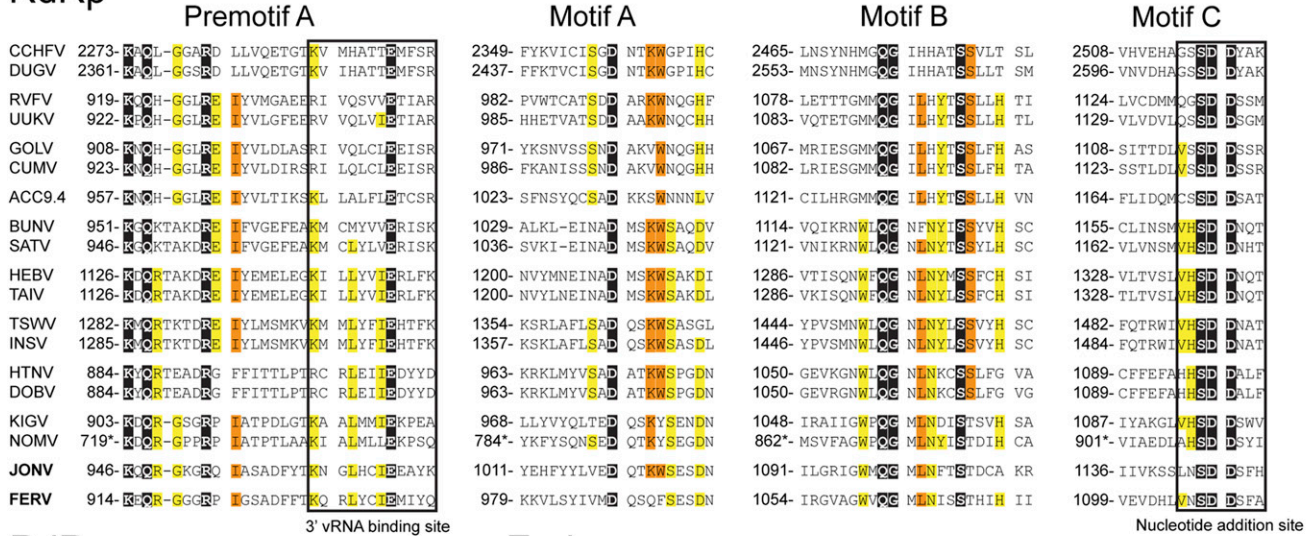 Premotif A Motif A Motif B Motif C
CCHFV 2273- KAQL-GGARD LLVQETGTKV MHATTEMFSR 2349- FYKVICISGD NTKWGPIHC 2465- LNSYNHMGQG IHHATSSVLT SL 2508- VHVEHAGSSD DYAK
DUGV 2361- KAQL-GGSRD LLVQETGTKV IHATTEMFSR 2437- FFKTVCISGD NTKWGPIHC 2553- MNSYNHMGQG IHHATSSLLT SM 2596- VNVDHAGSSD DYAK
RVFV 919- KQQH-GGLRE IYVMGAEERI VQSVVETIAR 982- PVWTCATSDD ARKWNQGHF 1078- LETTTGMMQG ILHYTSSLLH TI 1124- LVCDMMQGSD DSSM
UUKV 922- KPQH-GGLRE IYVLGFEERV VQLVIETIAR 985- HHETVATSDD AAKWNQCHH 1083- VQTETGMMQG ILHYTSSLLH TL 1129- VLVDVLQSSD DSGM
GOLV 908- KNQH-GGLRE IYVLDLASRI VQLCLEEISR 971- YKSNVSSSND AKVWNQGHH 1067- MRIESGMMQG ILHYTSSLFH AS 1108- SITTDLVSSD DSSR
CUMV 923- KNQH-GGLRE IYVLDIRSRI LQLCLEEISR 986- FKANISSSND AKVWNQGHH 1082- LRIESGMMQG ILHYTSSLFH TA 1123- SSTLDLVSSD DSSR
ACC9.4 957- KNQH-GGLRE IYVLTIKSKL LALFLETCSR 1023- SFNSYQCSAD KKSWNNNLV 1121- CILHRGMMQG ILHYTSSLLH VN 1164- FLIDQMCSSD DSAT
BUNV 951- KGQKTAKDRE IFVGEFEAKM CMYVVERISK 1029- ALKL-EINAD MSKWSAQDV 1114- VQIKRNWLQG NFNYISSYVH SC 1155- CLINSMVHSD DNQT
SATV 946- KGQKTAKDRE IFVGEFEAKM CLYLVERISK 1036- SVKI-EINAD MSKWSAQDV 1121- VNIKRNWLQG NLNYTSSYLH SC 1162- VLVNSMVHSD DNHT
HEBV 1126- KDQRTAKDRE IYEMELEGKI LLYVIERLFK 1200- NVYMNEINAD MSKWSAKDI 1286- VTISQNWFQG NLNYMSSFCH SI 1328- VLTVSLVHSD DNQT
TAIV 1126- KDQRTAKDRE IYEMELEGKI LLYVIERLFK 1200- NVYLNEINAD MSKWSAKDL 1286- VKISQNWFQG NLNYLSSFCH SI 1328- TLTVSLVHSD DNQT
TSWV 1282- KMQRTKTDRE IYLMSMKVKM MLYFIEHTFK 1354- KSRLAFLSAD QSKWSASGL 1444- YPVSMNWLQG NLNYLSSVYH SC 1482- FQTRWIVHSD DNAT
INSV 1285- KMQRTKTDRE IYLMSMKVKM MLYFIEHTFK 1357- KSKLAFLSAD QSKWSASDL 1446- YPVSMNWLQG NLNYLSSVYH SC 1484- FQTRWIVHSD DNAT
HTNV 884- KYQRTEADRG FFITTLPTRC RLEIIEDYYD 963- KRKLMYVSAD ATKWSPGDN 1050- GEVKGNWLQG NLNKCSSLFG VA 1089- CFFEFAHHSD DALF
DOBV 884- KYQRTEADRG FFITTLPTRC RLEIIEDYYD 963- KRKLMYVSAD ATKWSPGDN 1050- GEVRGNWLQG NLNKCSSLFG VS 1089- CFFEFAHHSD DALF
KIGV 903- KDQR-GSGRP IATPDLGTKA ALMMIEKPEA 968- LLYVYQLTED QSKYSENDN 1048- IRAIIGWPQG MLNDISTSVH SA 1087- IYAKGLVHSD DSWV
NOMV 719*- KDQR-GPPRP IATPTLAAKI ALMLIEKPSQ 784*- YKFYSQNSED QTKYSEGDN 862*- MSVFAGWPQG MLNYISTDIH CA 901*- VIAEDLAHSD DSYI
JONV 946- KQQR-GKGRQ IASADFYTKN GLHCIEEAYK 1011- YEHFYYLVED QTKWSESDN 1091- ILGRIGWMQG MLNFTSTDCA KR 1136- IIVKSSLNSD DSFH
FERV 914- KEQR-GGGRP IGSADFFTKQ RLYCIEMIYQ 979- KKVLSYIVMD QSQFSESDN 1054- IRGVAGWVQG MLNISSTHIH II 1099- VEVDHLVNSD DSFA
3' vRNA binding site Nucleotide addition site